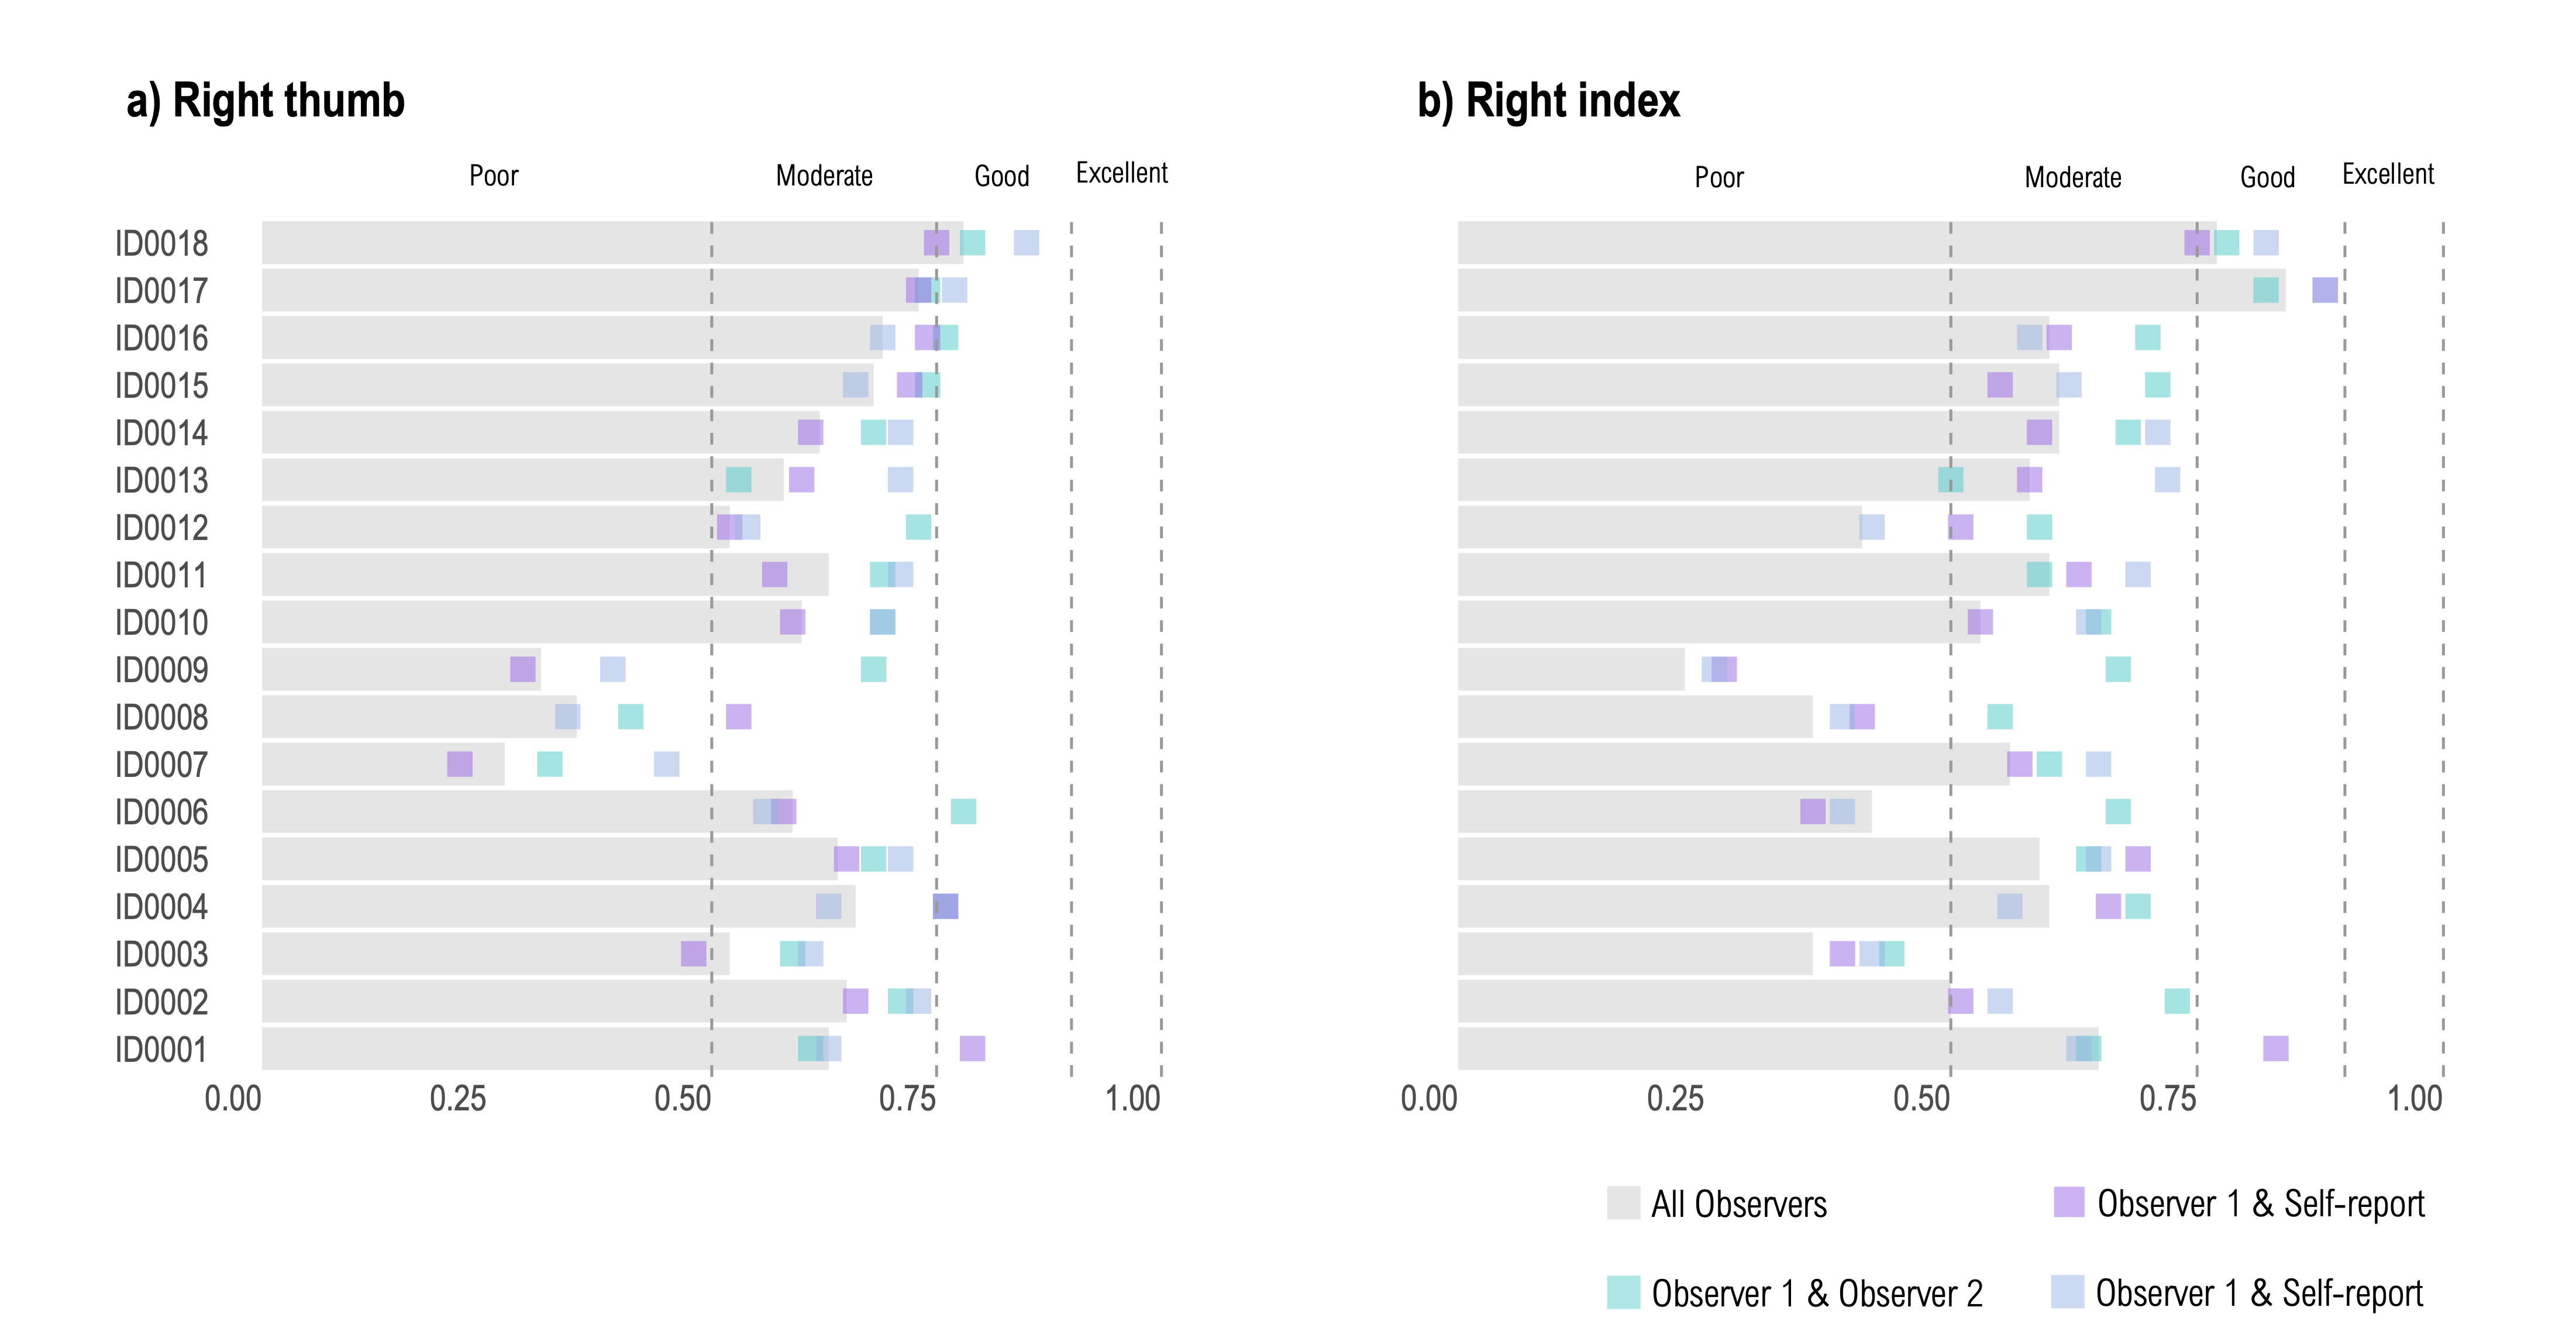 a) Right thumb
b) Right index
Poor Moderate Good Excellent
Poor Moderate Good Excellent
ID0018
ID0017
ID0016
ID0015
ID0014
ID0013
ID0012
ID0011
ID0010
ID0009
ID0008
ID0007
ID0006
ID0005
ID0004
ID0003
ID0002
ID0001
0.00 0.25 0.50 0.75 1.00
0.00 0.25 0.50 0.75 1.00
All Observers
Observer 1 & Self-report
Observer 1 & Observer 2
Observer 1 & Self-report